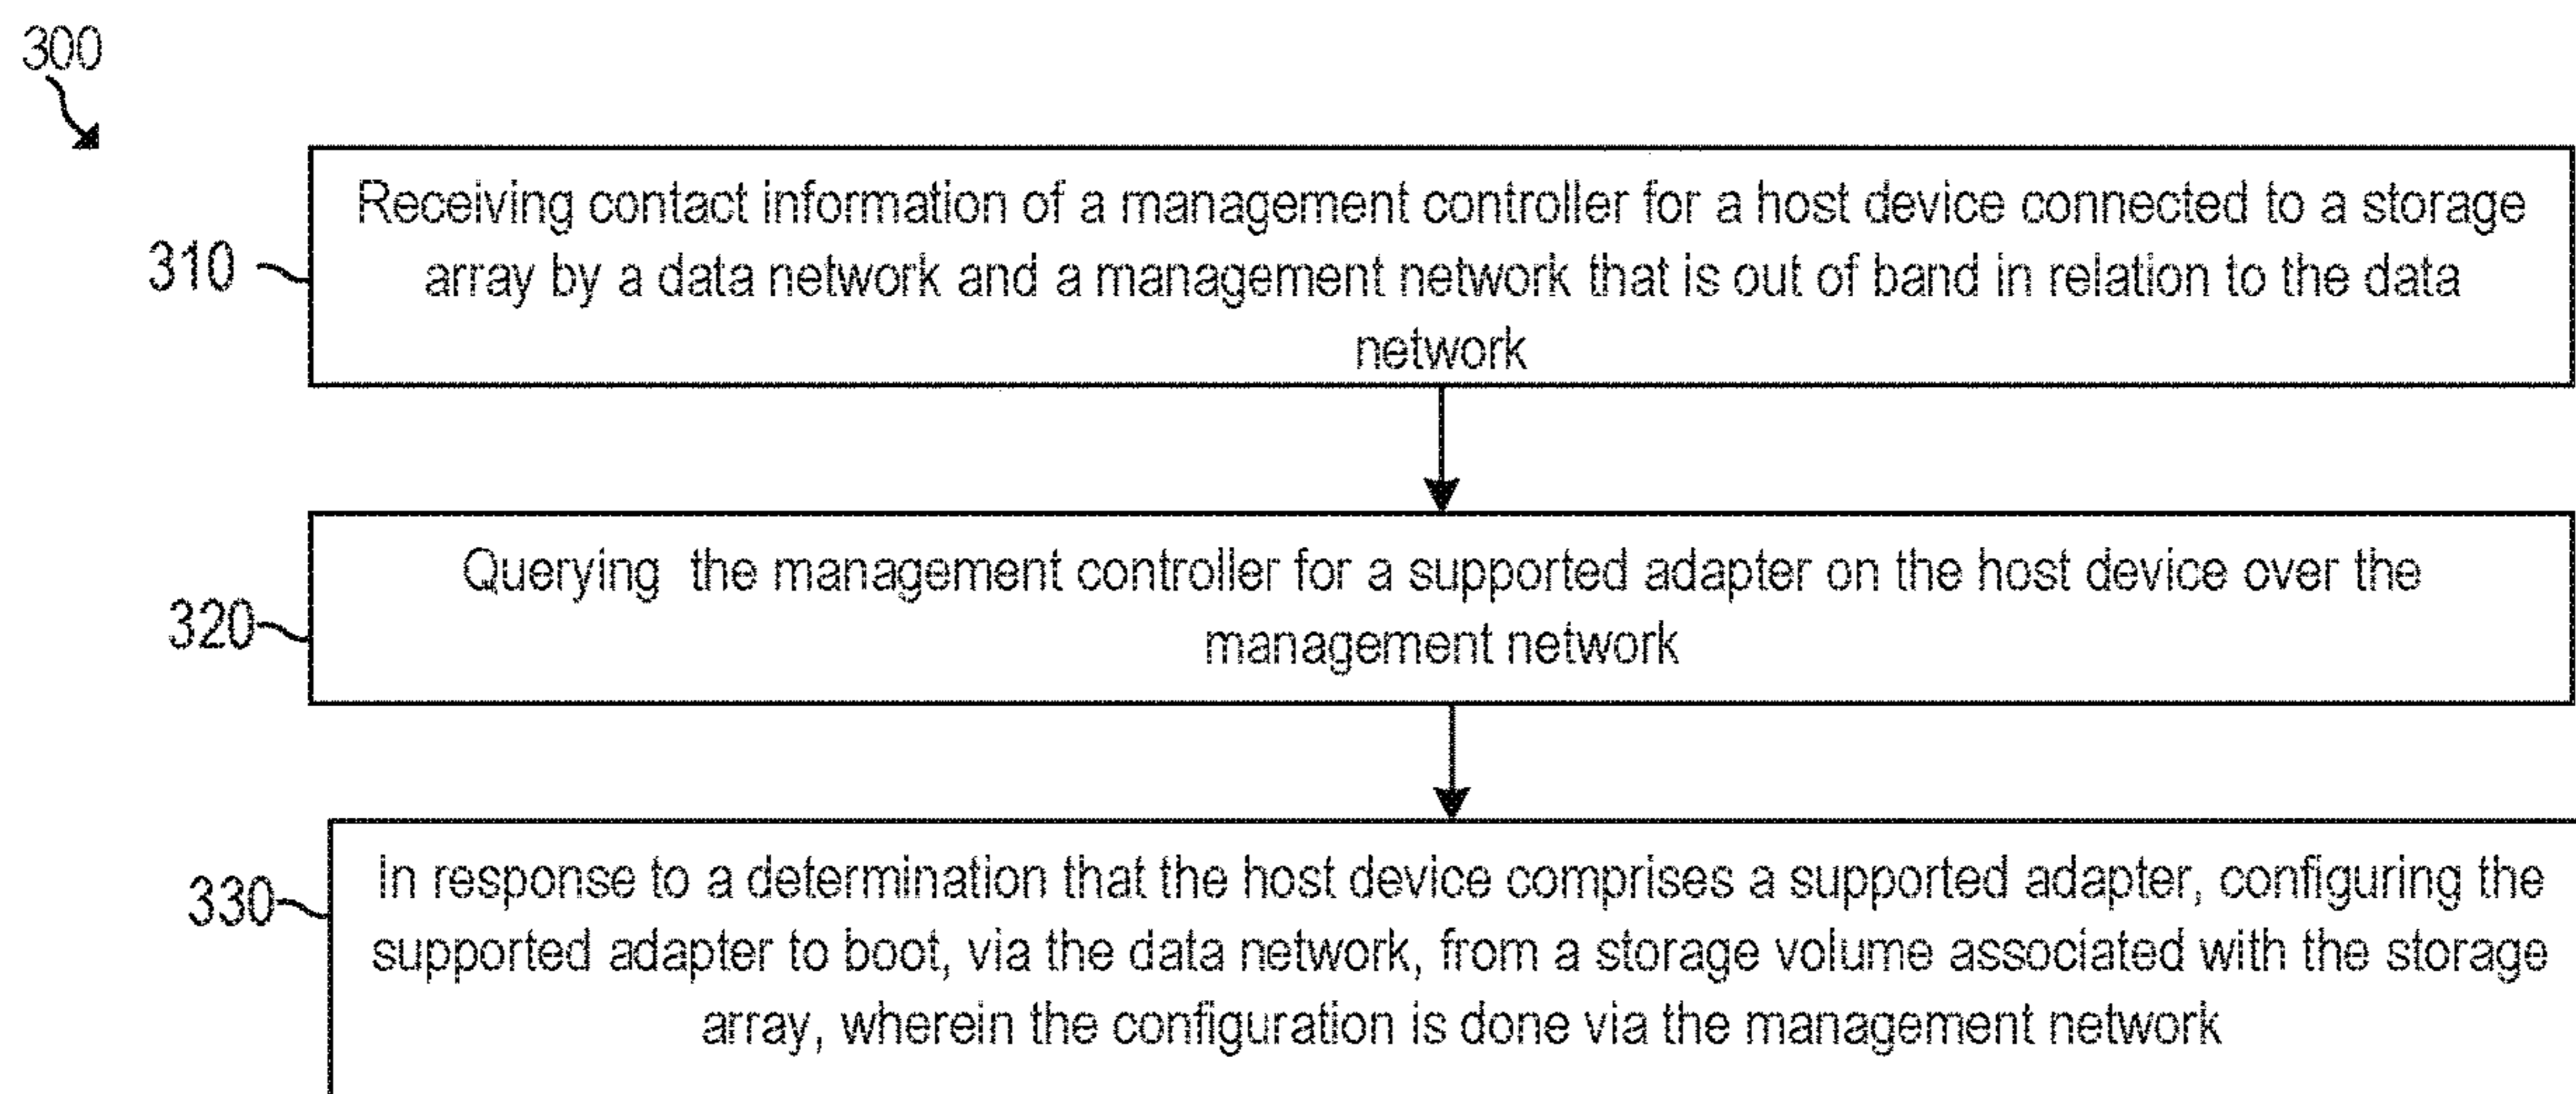 300
310
Receiving contact information of a management controller for a host device connected to a storage
array by a data network and a management network that is out of band in relation to the data
network
320
Querying the management controller for a supported adapter on the host device over the
management network
330
In response to a determination that the host device comprises a supported adapter, configuring the
supported adapter to boot, via the data network, from a storage volume associated with the storage
array, wherein the configuration is done via the management network